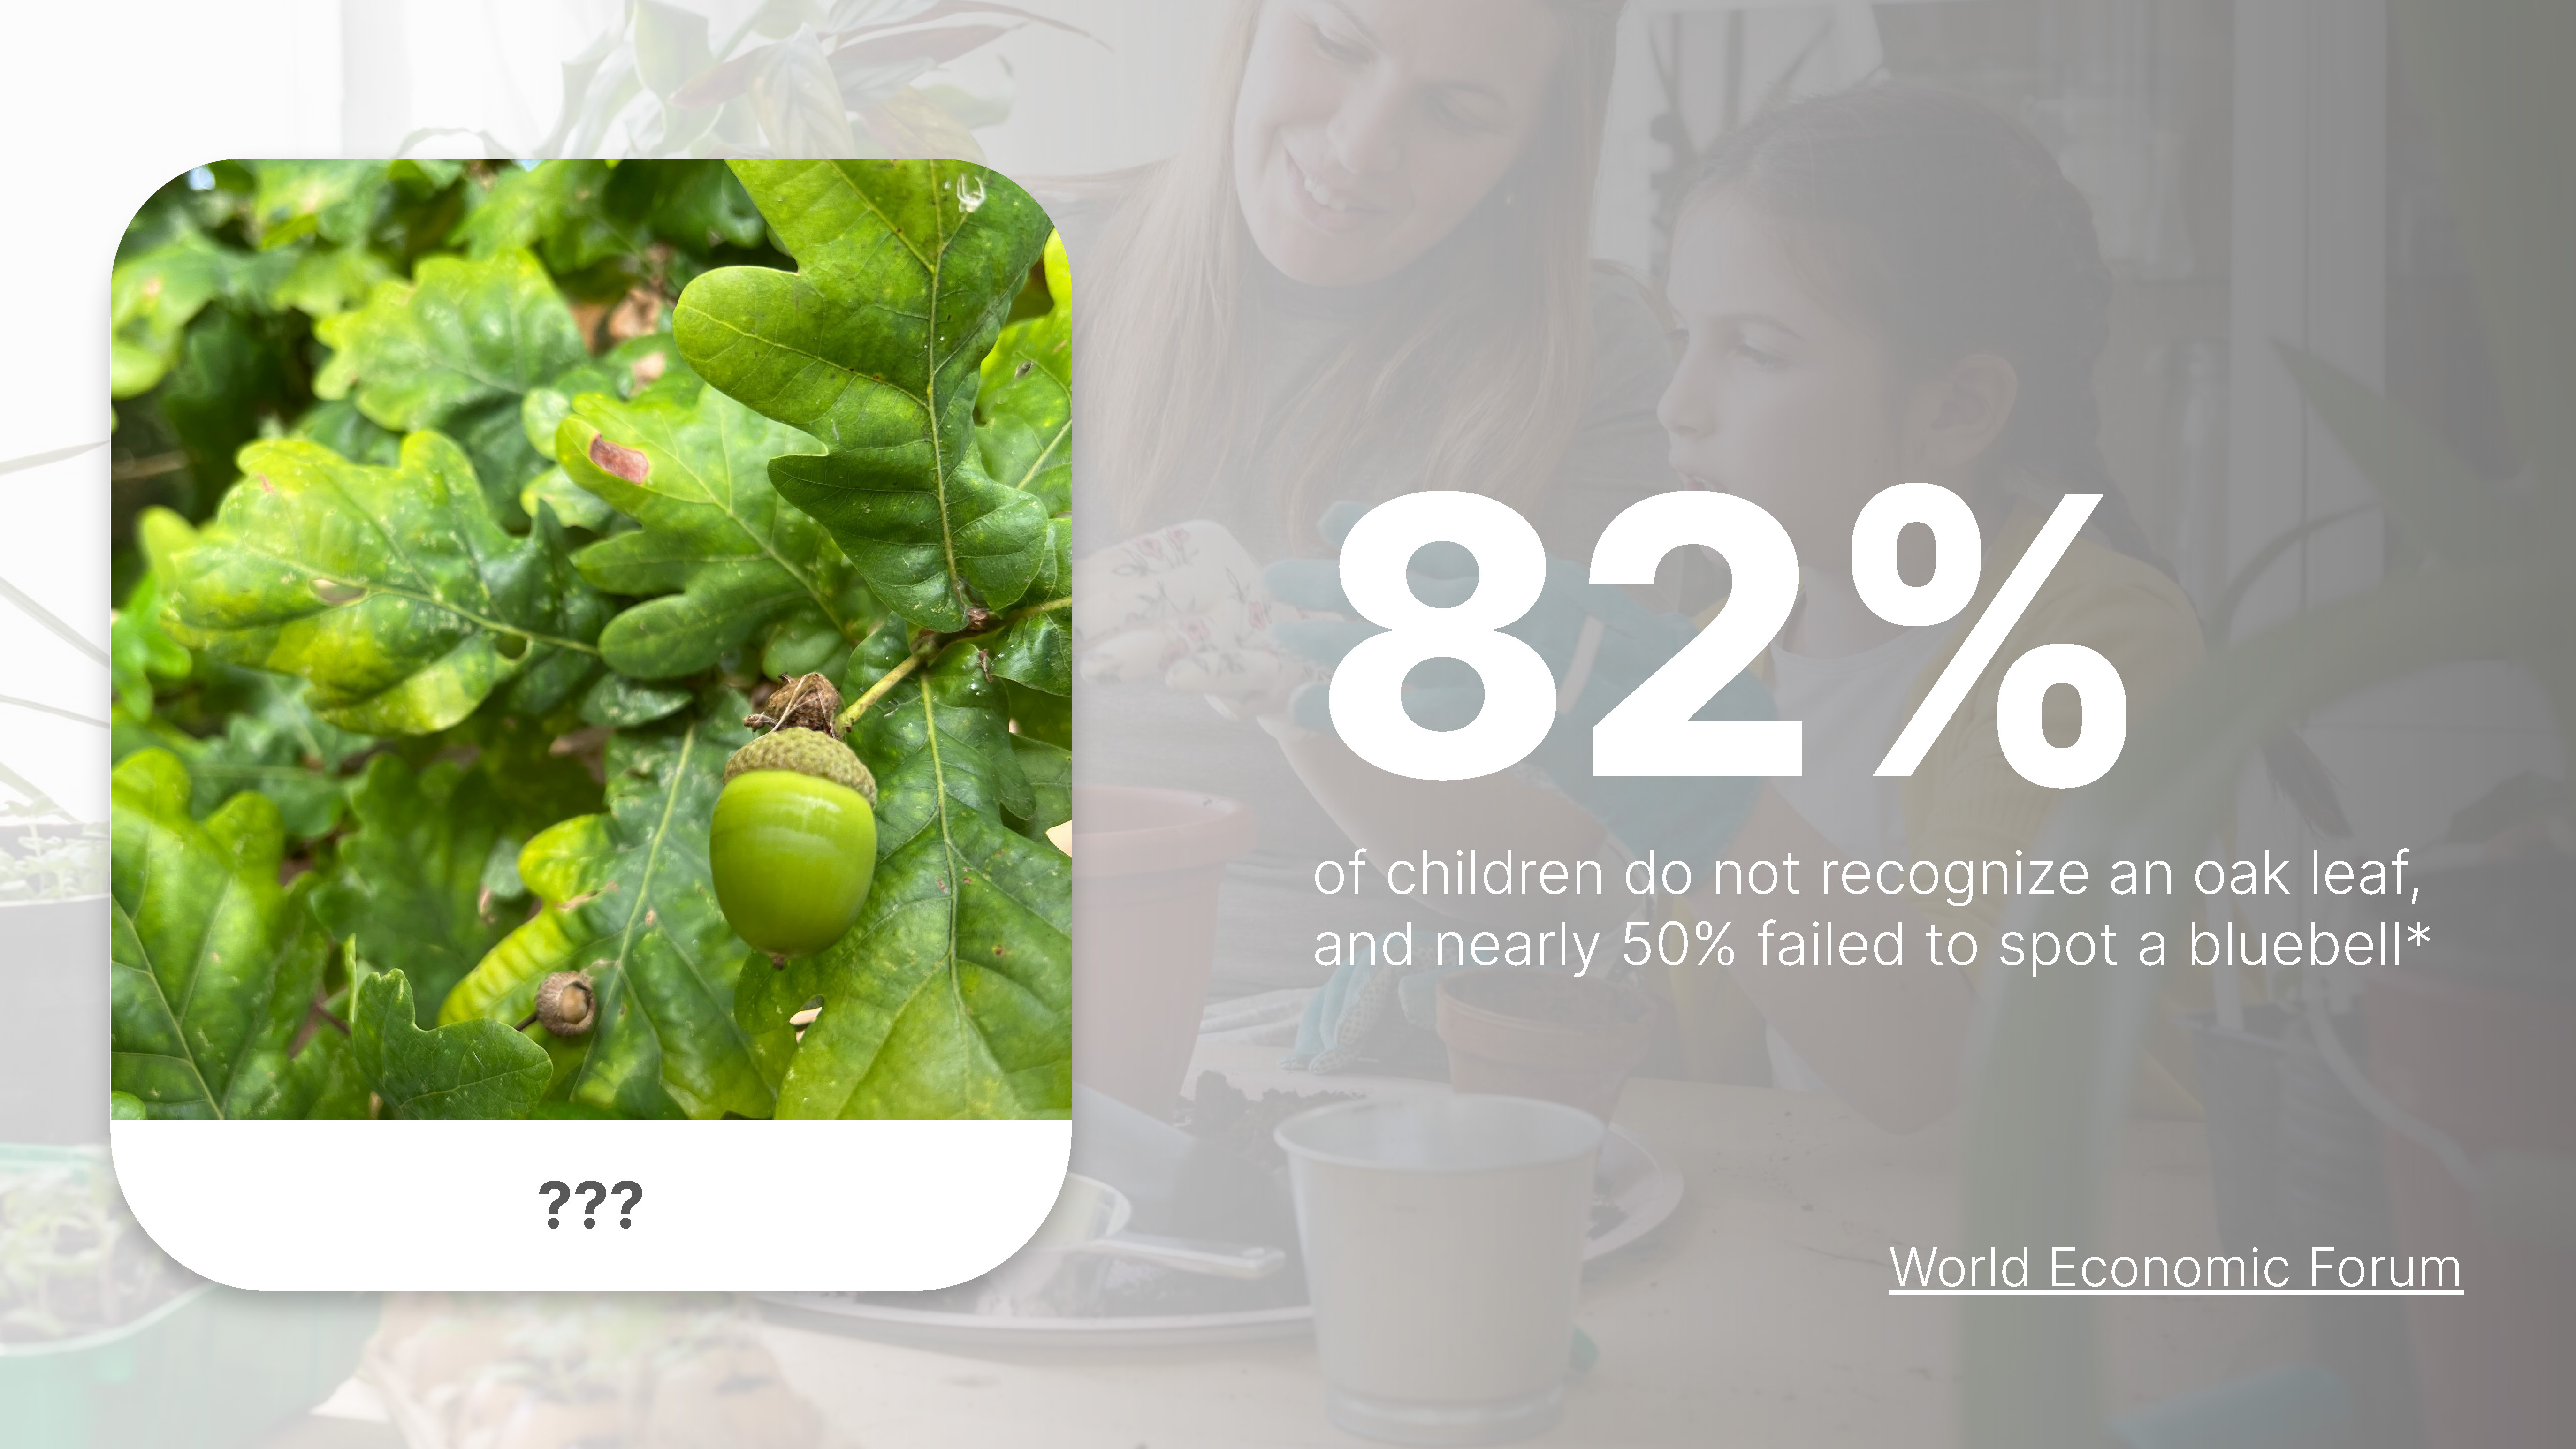 ???
82%
of children do not recognize an oak leaf,
and nearly 50% failed to spot a bluebell*
World Economic Forum